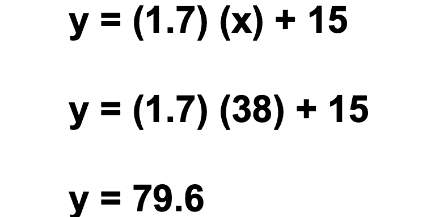 y = (1.7) (x) + 15
y = (1.7) (38) + 15
y = 79.6